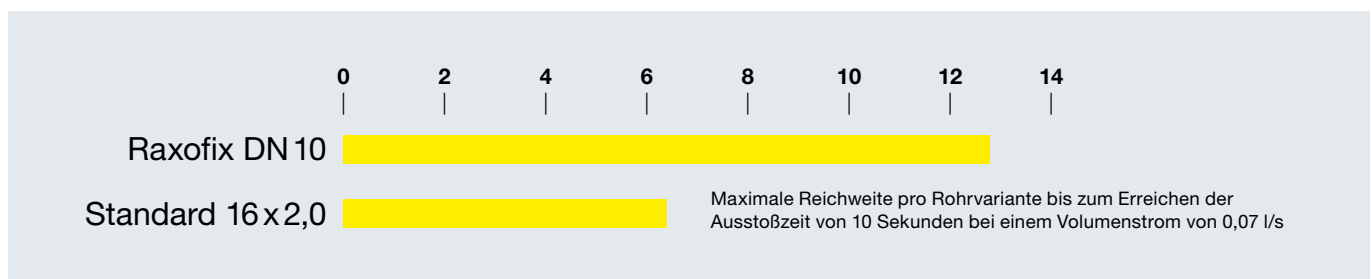 0 2 4 6 8 10 12 14
Raxofix DN 10
Standard 16 x 2,0
Maximale Reichweite pro Rohrvariante bis zum Erreichen der
Ausstoßzeit von 10 Sekunden bei einem Volumenstrom von 0,07 l/s